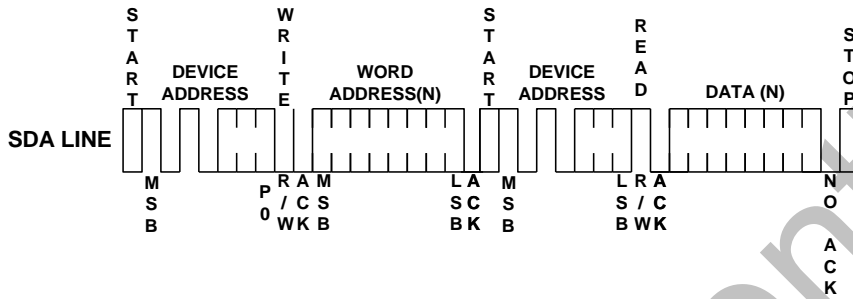 START
WRITE
START
READ
STOP
DEVICE
ADDRESS
WORD
ADDRESS(N)
DEVICE
ADDRESS
DATA (N)
SDA LINE
MSB
P0
R/W
ACK
MSB
LSB
ACK
MSB
LSB
R/W
ACK
NO ACK